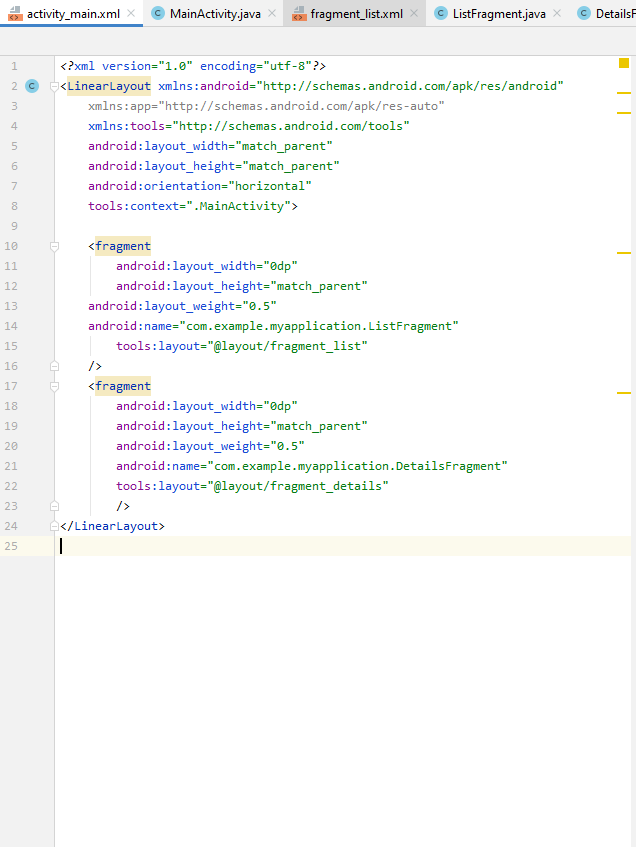 activity_main.xml MainActivity.java fragment_list.xml ListFragment.java DetailsF
1 <?xml version="1.0" encoding="utf-8"?>
2 <LinearLayout xmlns:android="http://schemas.android.com/apk/res/android"
3 xmlns:app="http://schemas.android.com/apk/res-auto"
4 xmlns:tools="http://schemas.android.com/tools"
5 android:layout_width="match_parent"
6 android:layout_height="match_parent"
7 android:orientation="horizontal"
8 tools:context=".MainActivity">
9
10 <fragment
11 android:layout_width="0dp"
12 android:layout_height="match_parent"
13 android:layout_weight="0.5"
14 android:name="com.example.myapplication.ListFragment"
15 tools:layout="@layout/fragment_list"
16 />
17 <fragment
18 android:layout_width="0dp"
19 android:layout_height="match_parent"
20 android:layout_weight="0.5"
21 android:name="com.example.myapplication.DetailsFragment"
22 tools:layout="@layout/fragment_details"
23 />
24 </LinearLayout>
25